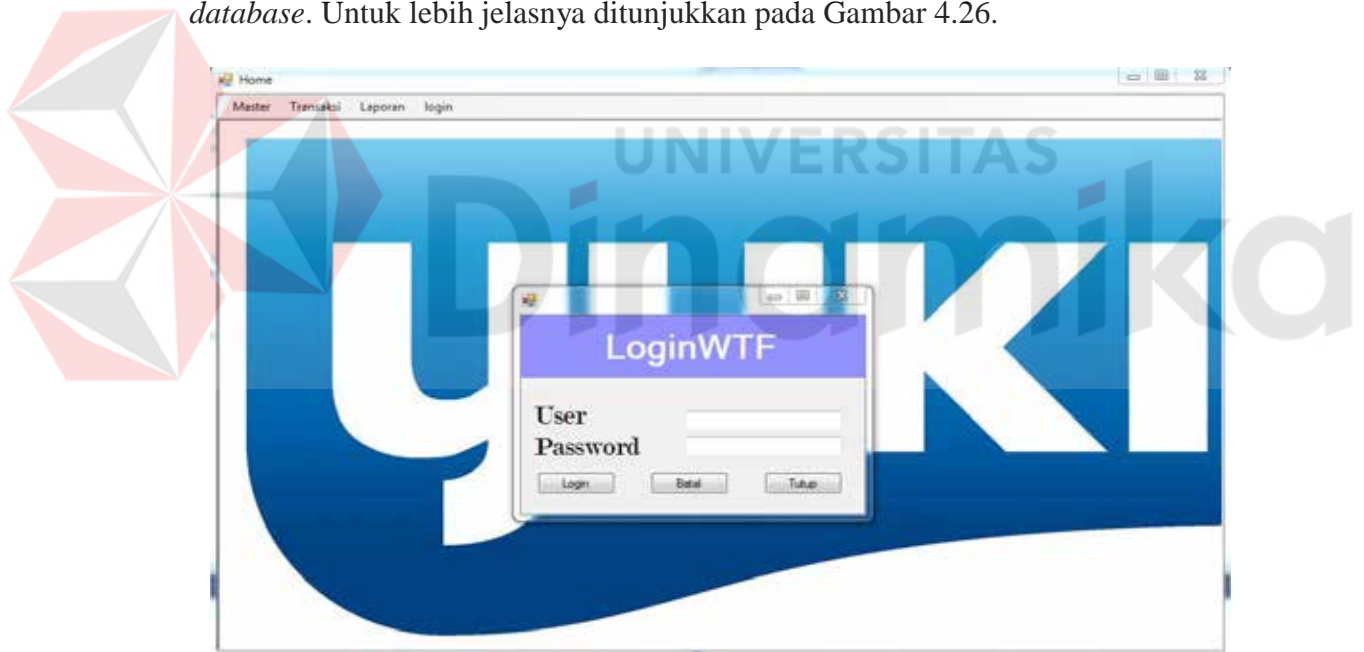 database. Untuk lebih jelasnya ditunjukkan pada Gambar 4.26.
Home
Master Transaksi Laporan login
UNIVERSITAS
Dinamika
yuki
LoginWTF
User
Password
Login Batal Tutup